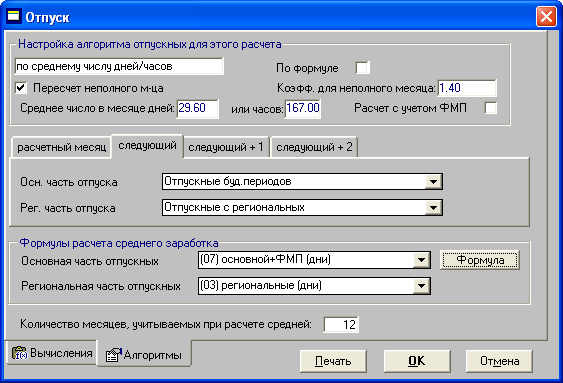 Отпуск
Настройка алгоритма отпускных для этого расчета
по среднему числу дней/часов По формуле
Пересчет неполного м-ца Коэфф. для неполного месяца: 1.40
Среднее число в месяце дней: 29.60 или часов: 167.00 Расчет с учетом ФМП
расчетный месяц следующий следующий + 1 следующий + 2
Осн. часть отпуска Отпускные буд.периодов
Рег. часть отпуска Отпускные с региональных
Формулы расчета среднего заработка
Основная часть отпускных (07) основной+ФМП (дни) Формула
Региональная часть отпускных (03) региональные (дни)
Количество месяцев, учитываемых при расчете средней: 12
Вычисления Алгоритмы Печать OK Отмена